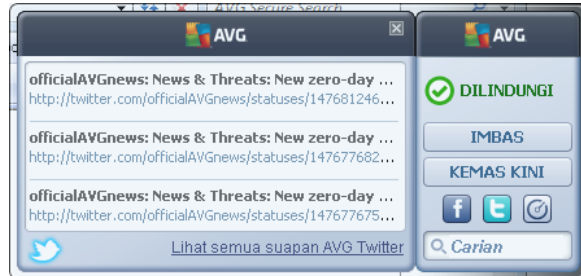 AVG Secure Search
AVG
officialAVGnews: News & Threats: New zero-day ...
http://twitter.com/officialAVGnews/statuses/147681246...
officialAVGnews: News & Threats: New zero-day ...
http://twitter.com/officialAVGnews/statuses/147677682...
officialAVGnews: News & Threats: New zero-day ...
http://twitter.com/officialAVGnews/statuses/147677675...
Lihat semua suapan AVG Twitter
AVG
DILINDUNGI
IMBAS
KEMAS KINI
Carian